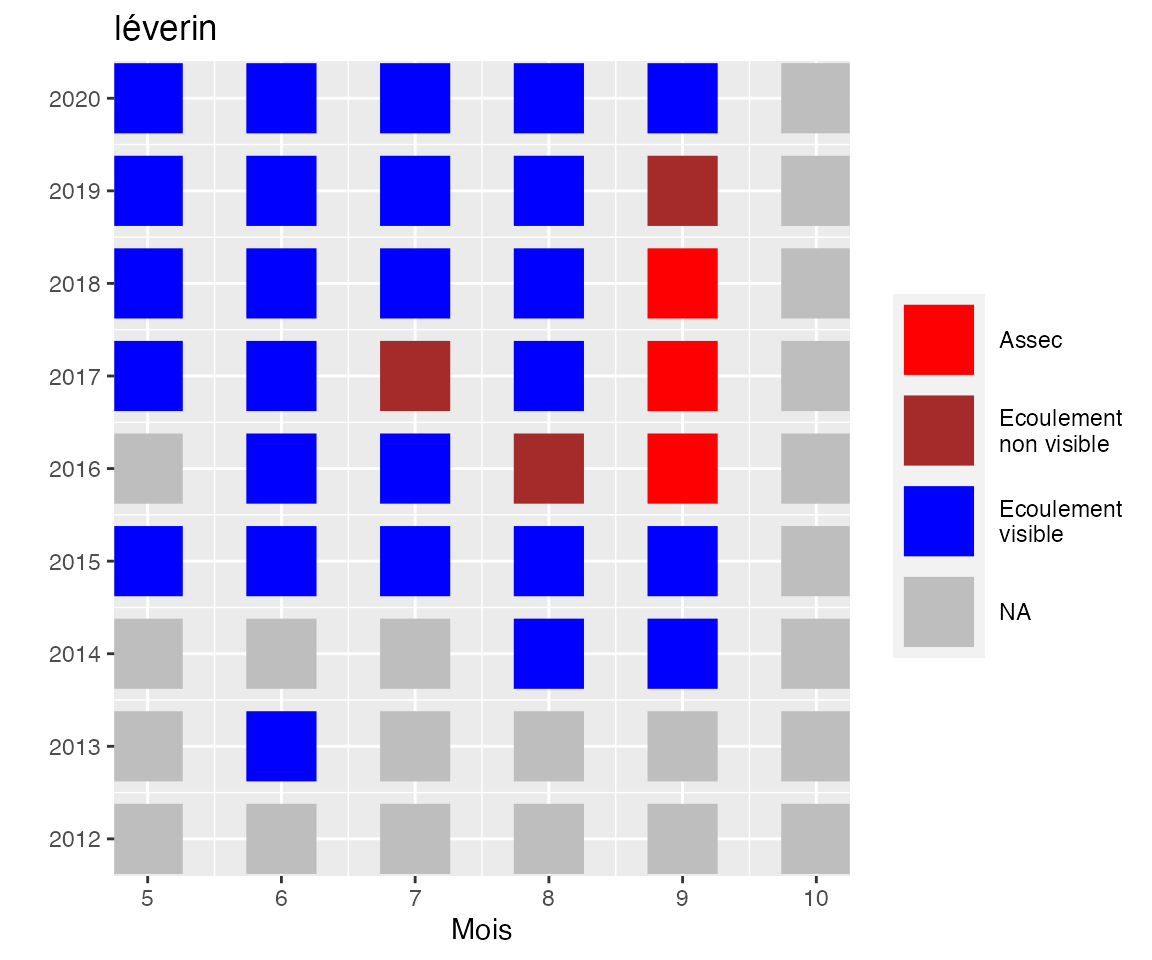 léverin
2020
2019
2018
2017
2016
2015
2014
2013
2012
5 6 7 8 9 10
Mois
Assec
Ecoulement
non visible
Ecoulement
visible
NA